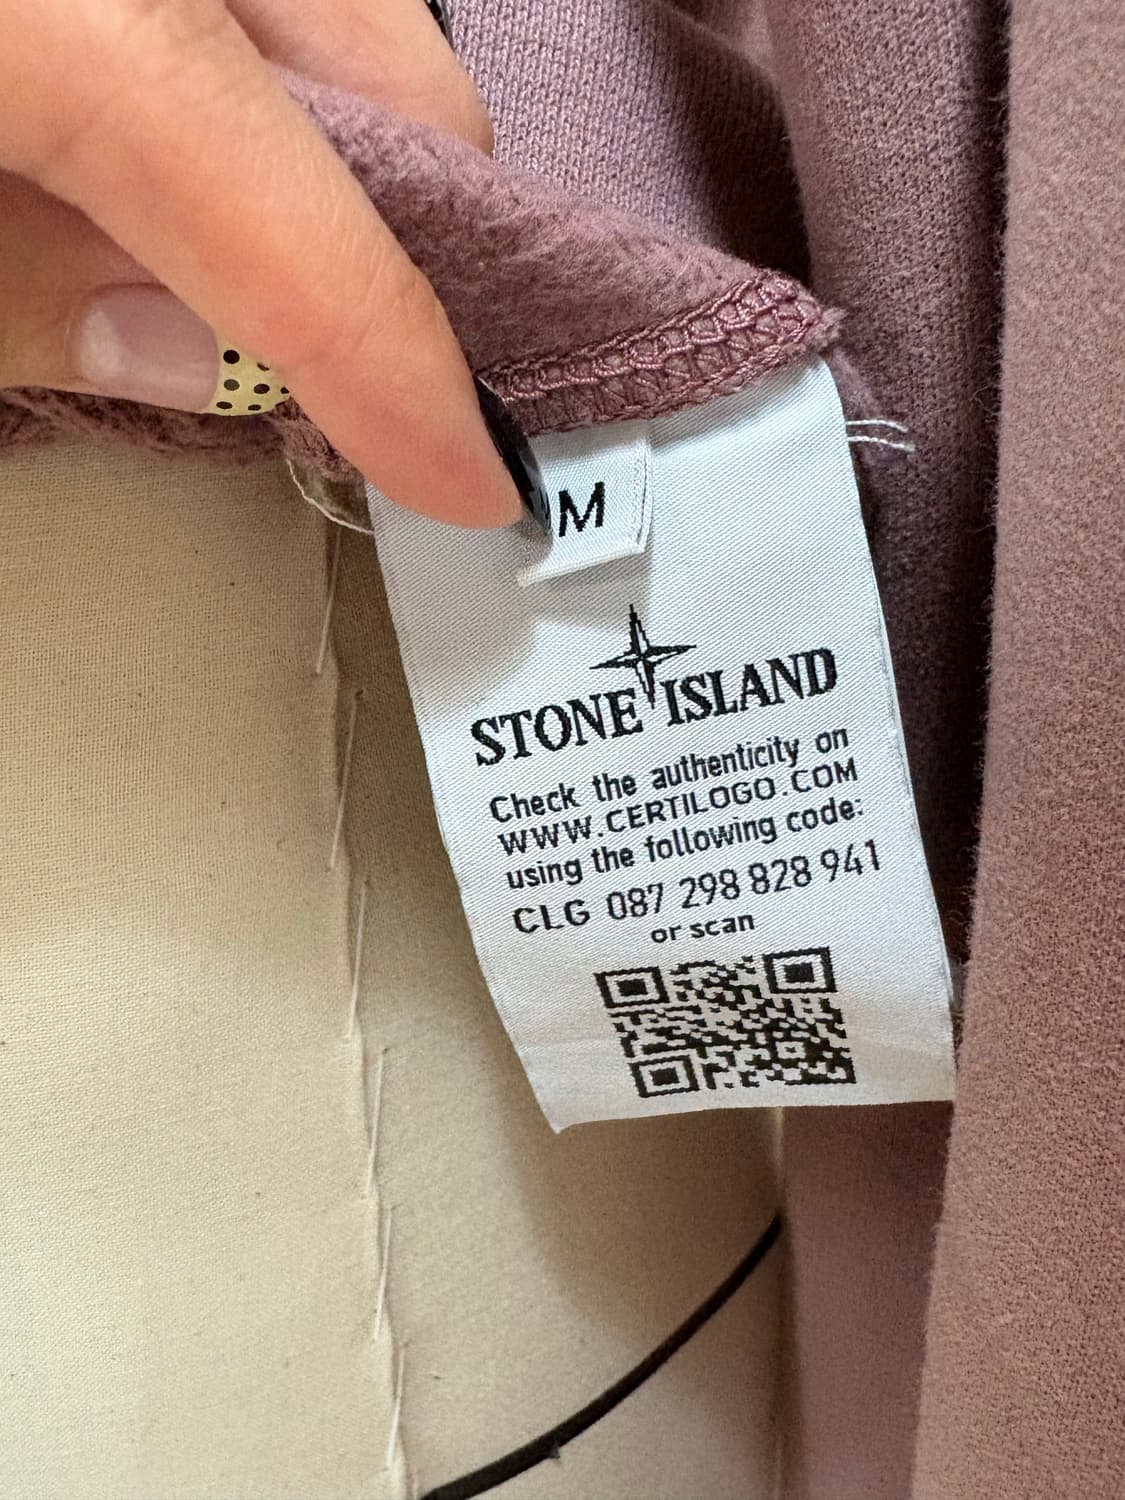 M
STONE ISLAND
Check the authenticity on
WWW.CERTILOGO.COM
using the following code:
CLG 087 298 828 941
or scan